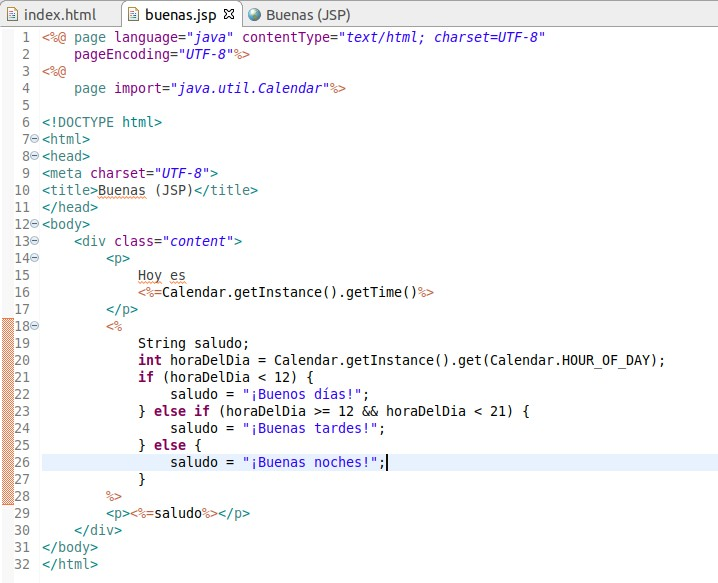 index.html buenas.jsp Buenas (JSP)
1 <%@ page language="java" contentType="text/html; charset=UTF-8"
2 pageEncoding="UTF-8"%>
3 <%@
4 page import="java.util.Calendar"%>
5
6 <!DOCTYPE html>
7 <html>
8 <head>
9 <meta charset="UTF-8">
10 <title>Buenas (JSP)</title>
11 </head>
12 <body>
13 <div class="content">
14 <p>
15 Hoy es
16 <%=Calendar.getInstance().getTime()%>
17 </p>
18 <%
19 String saludo;
20 int horaDelDia = Calendar.getInstance().get(Calendar.HOUR_OF_DAY);
21 if (horaDelDia < 12) {
22 saludo = "¡Buenos días!";
23 } else if (horaDelDia >= 12 && horaDelDia < 21) {
24 saludo = "¡Buenas tardes!";
25 } else {
26 saludo = "¡Buenas noches!";
27 }
28 %>
29 <p><%=saludo%></p>
30 </div>
31 </body>
32 </html>